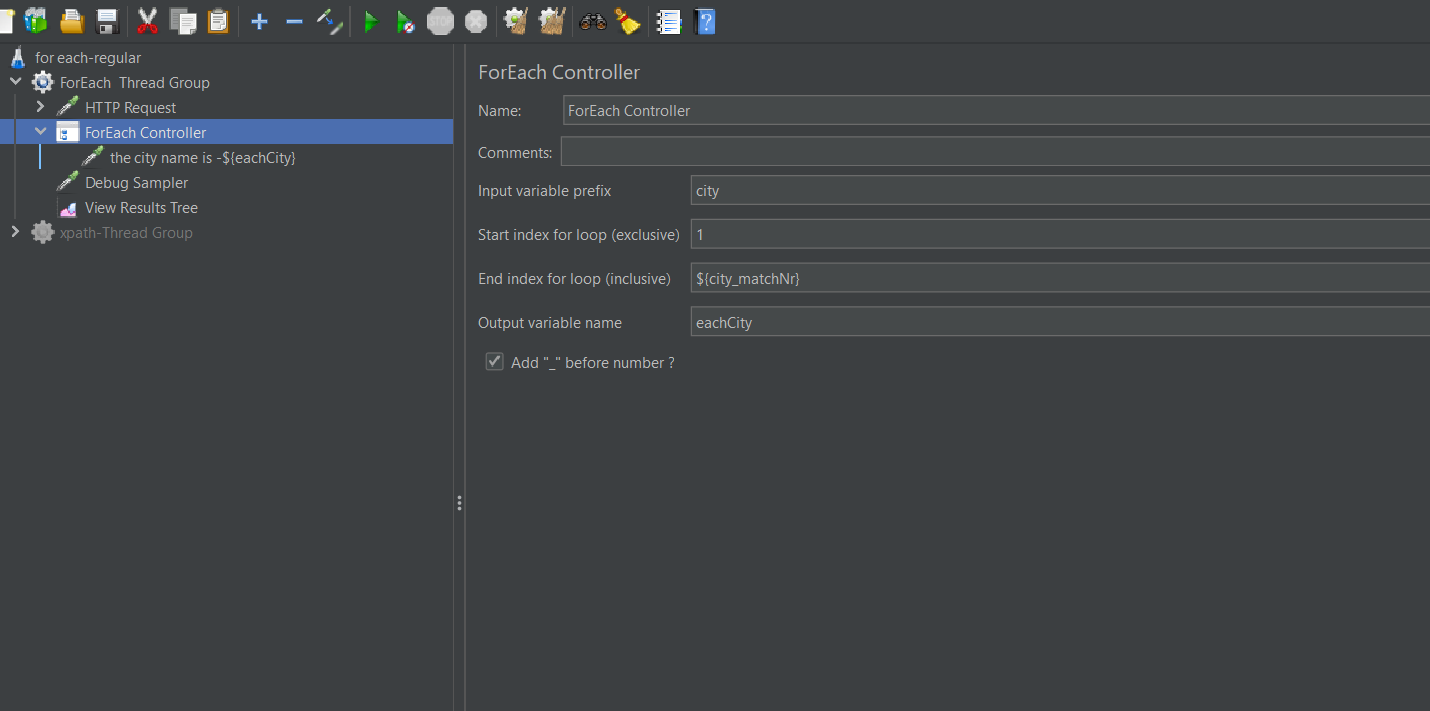 STOP
?
for each-regular
ForEach  Thread Group
HTTP Request
ForEach Controller
the city name is -${eachCity}
Debug Sampler
View Results Tree
xpath-Thread Group
ForEach Controller
Name: ForEach Controller
Comments:
Input variable prefix city
Start index for loop (exclusive) 1
End index for loop (inclusive) ${city_matchNr}
Output variable name eachCity
Add "_" before number ?